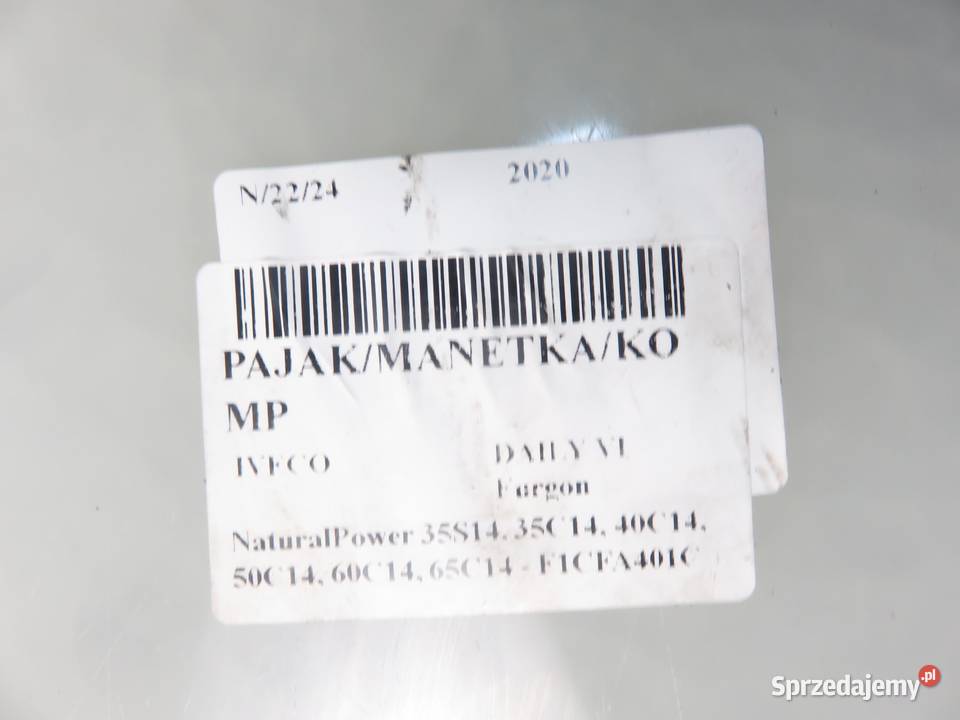 N/22/24 2020
PAJAK/MANETKA/KO
MP
IVECO DAILY VI
Furgon
NaturalPower 35S14, 35C14, 40C14,
50C14, 60C14, 65C14 - F1CFA401C
Sprzedajemy.pl